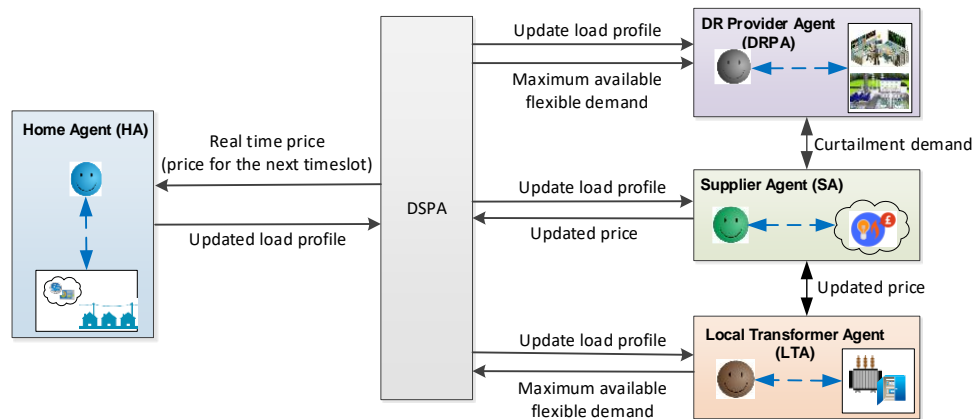 Home Agent (HA)
Real time price
(price for the next timeslot)
Updated load profile
DSPA
Update load profile
Maximum available
flexible demand
DR Provider Agent
(DRPA)
Curtailment demand
Update load profile
Updated price
Supplier Agent (SA)
£
Updated price
Update load profile
Maximum available
flexible demand
Local Transformer Agent
(LTA)